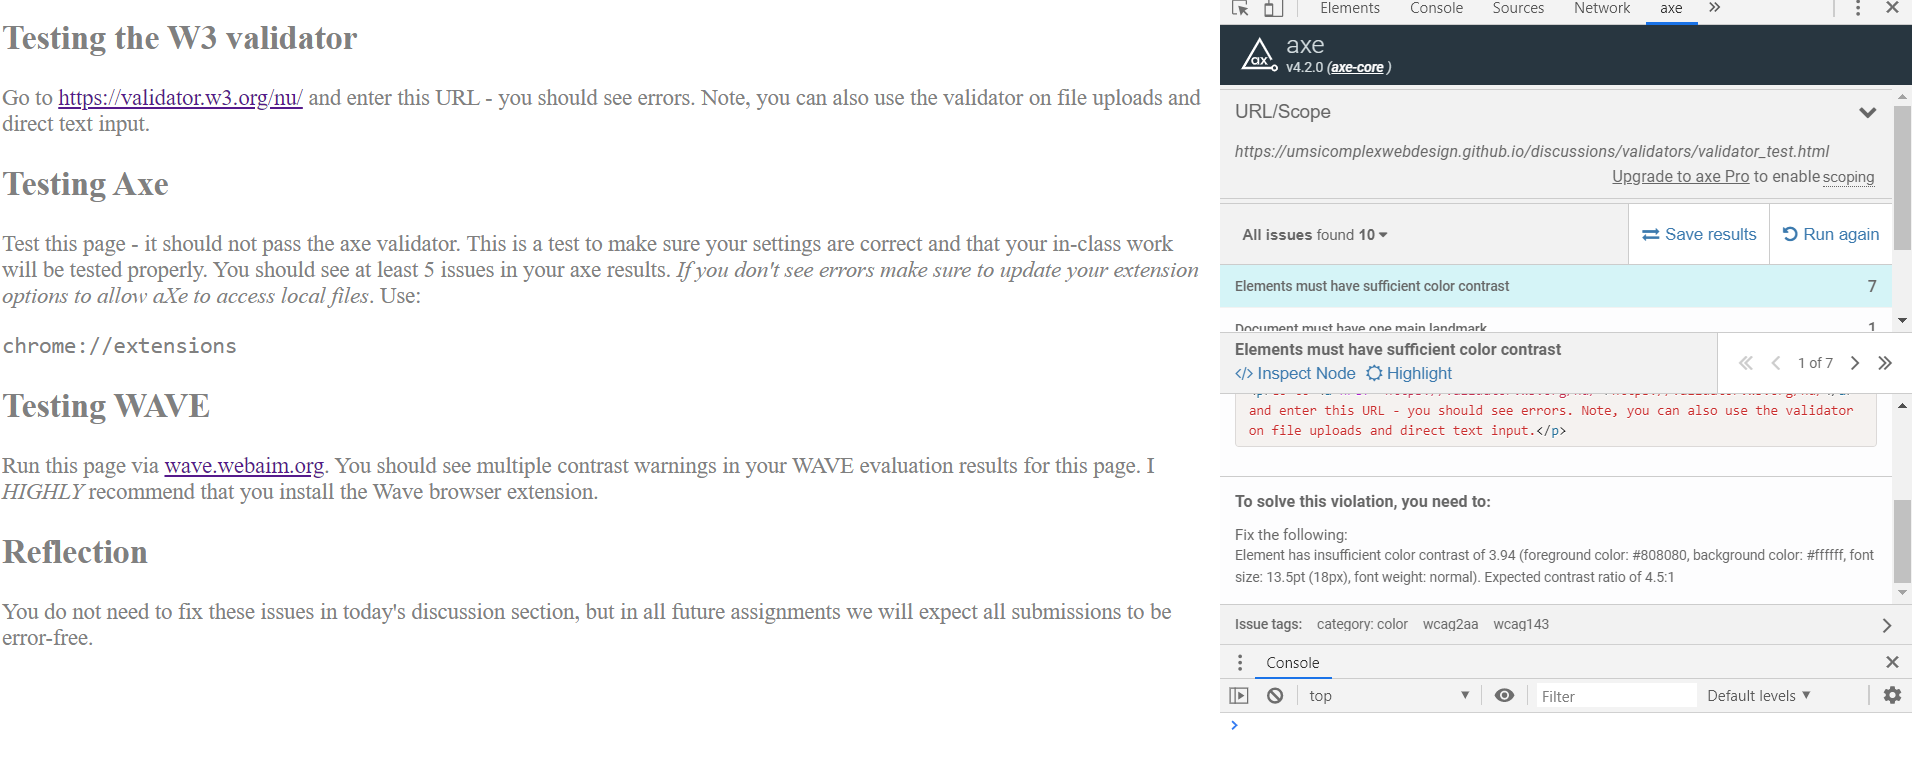 Testing the W3 validator
Go to https://validator.w3.org/nu/ and enter this URL - you should see errors. Note, you can also use the validator on file uploads and
direct text input.
Testing Axe
Test this page - it should not pass the axe validator. This is a test to make sure your settings are correct and that your in-class work
will be tested properly. You should see at least 5 issues in your axe results. If you don't see errors make sure to update your extension
options to allow aXe to access local files. Use:
chrome://extensions
Testing WAVE
Run this page via wave.webaim.org. You should see multiple contrast warnings in your WAVE evaluation results for this page. I
HIGHLY recommend that you install the Wave browser extension.
Reflection
You do not need to fix these issues in today's discussion section, but in all future assignments we will expect all submissions to be
error-free.
Elements Console Sources Network axe »
ax axe
v4.2.0 (axe-core )
URL/Scope
https://umsicomplexwebdesign.github.io/discussions/validators/validator_test.html
Upgrade to axe Pro to enable scoping
All issues found 10 Save results Run again
Elements must have sufficient color contrast 7
Document must have one main landmark 1
Elements must have sufficient color contrast
</> Inspect Node Highlight 1 of 7
and enter this URL - you should see errors. Note, you can also use the validator
on file uploads and direct text input.</p>
To solve this violation, you need to:
Fix the following:
Element has insufficient color contrast of 3.94 (foreground color: #808080, background color: #ffffff, font
size: 13.5pt (18px), font weight: normal). Expected contrast ratio of 4.5:1
Issue tags: category: color wcag2aa wcag143
Console
top Filter Default levels